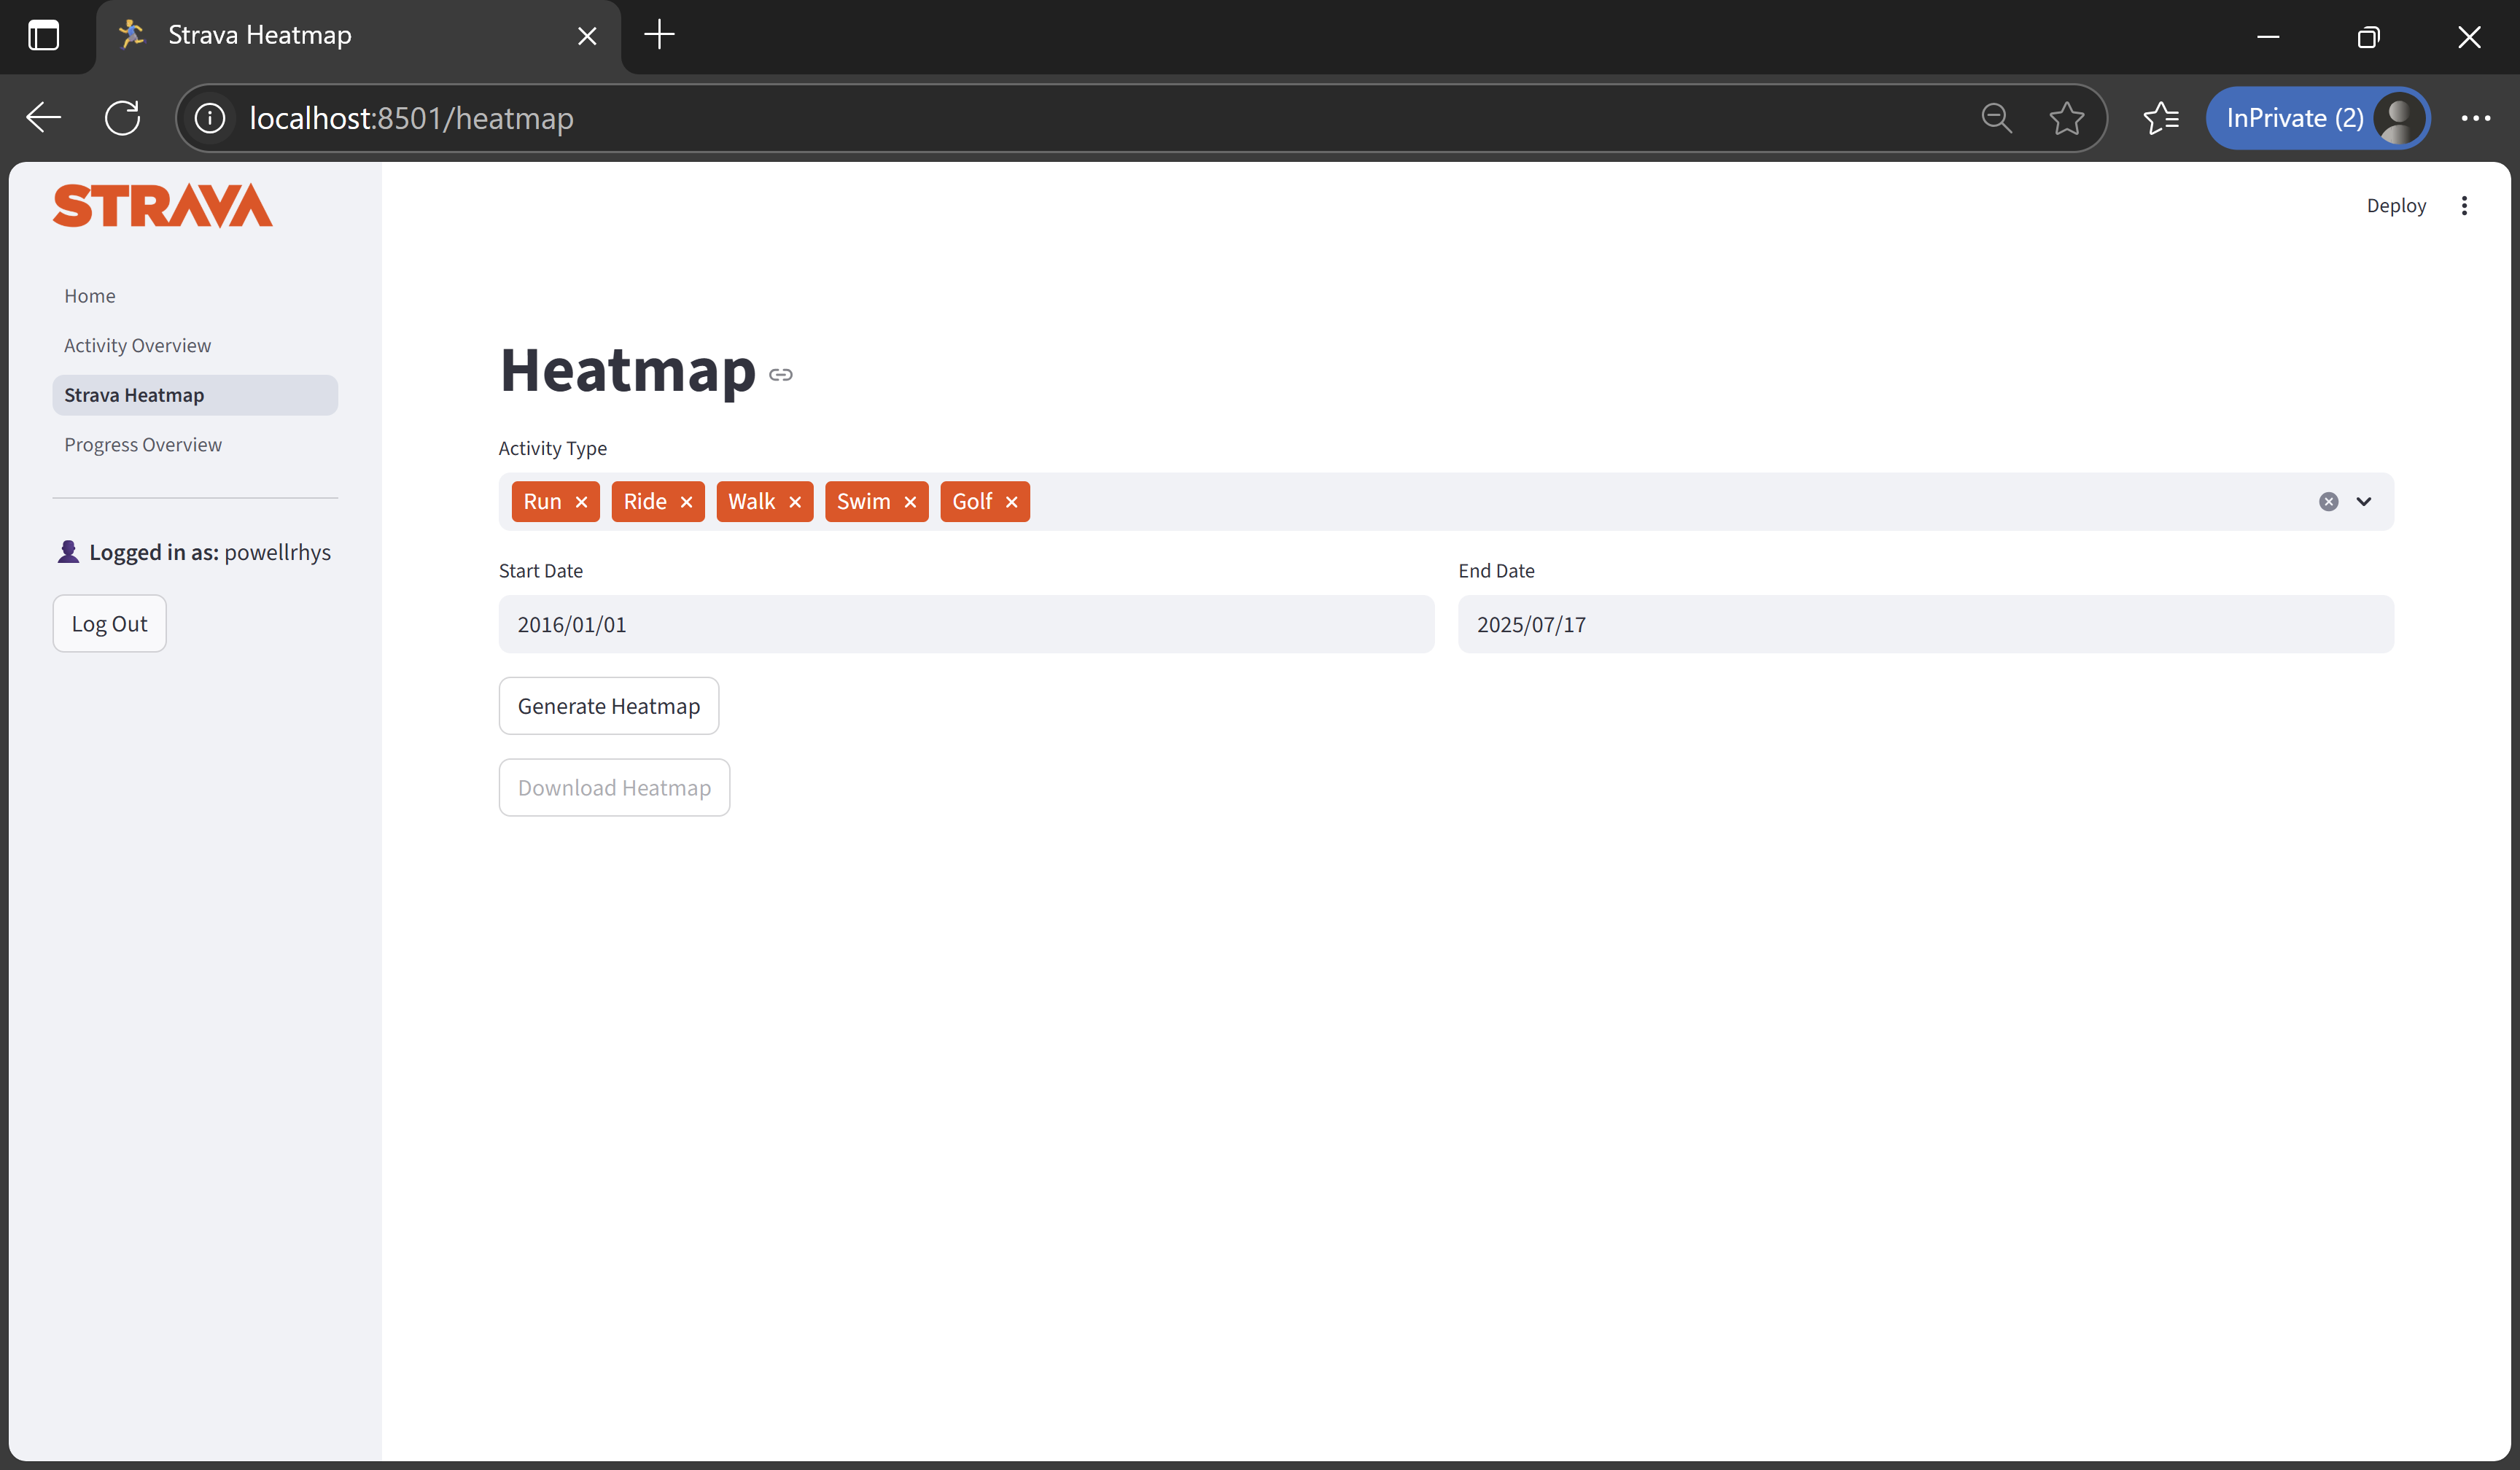 Strava Heatmap
localhost:8501/heatmap
InPrivate (2)
STRAVA
Deploy
Home
Activity Overview
Strava Heatmap
Progress Overview
Logged in as: powellrhys
Log Out
Heatmap
Activity Type
Run Ride Walk Swim Golf
Start Date End Date
2016/01/01 2025/07/17
Generate Heatmap
Download Heatmap